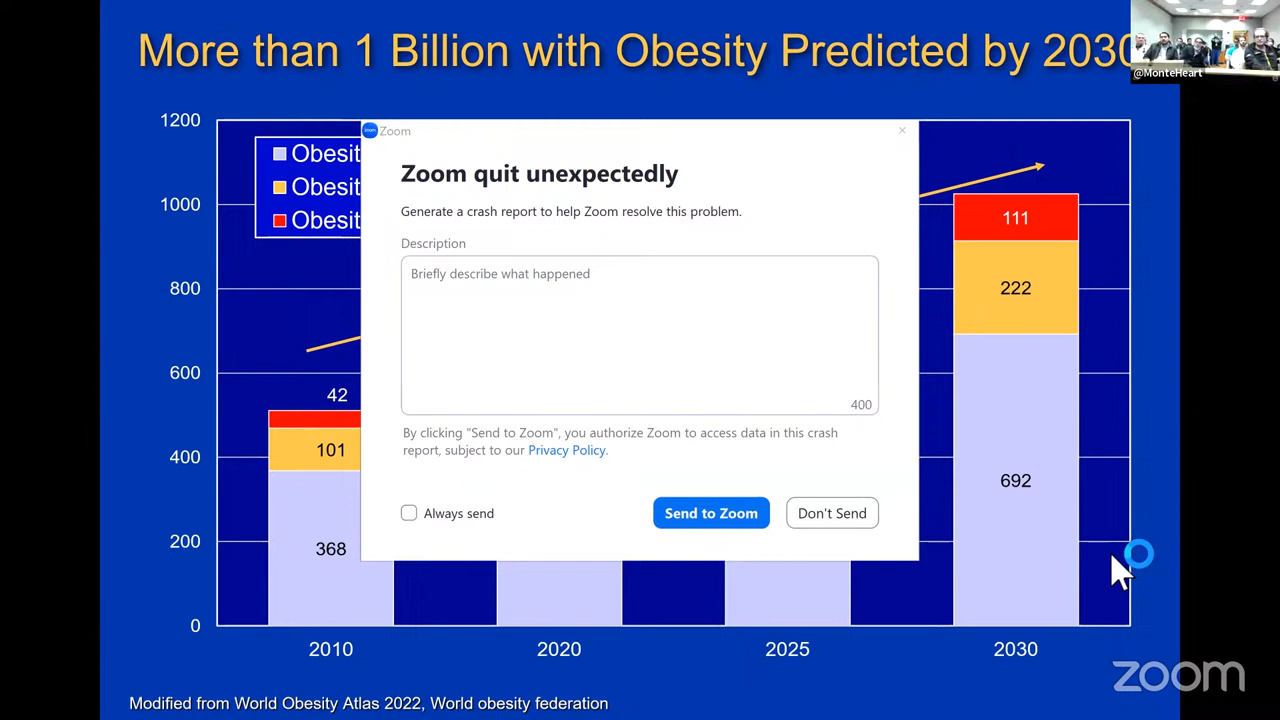 More than 1 Billion with Obesity Predicted by 2030
@MonteHeart
1200
1000
800
600
400
200
0
Obesit
Obesit
Obesit
zoom Zoom
Zoom quit unexpectedly
Generate a crash report to help Zoom resolve this problem.
Description
Briefly describe what happened
400
By clicking "Send to Zoom", you authorize Zoom to access data in this crash
report, subject to our Privacy Policy.
Always send
Send to Zoom
Don't Send
42
101
368
111
222
692
2010
2020
2025
2030
Modified from World Obesity Atlas 2022, World obesity federation
zoom